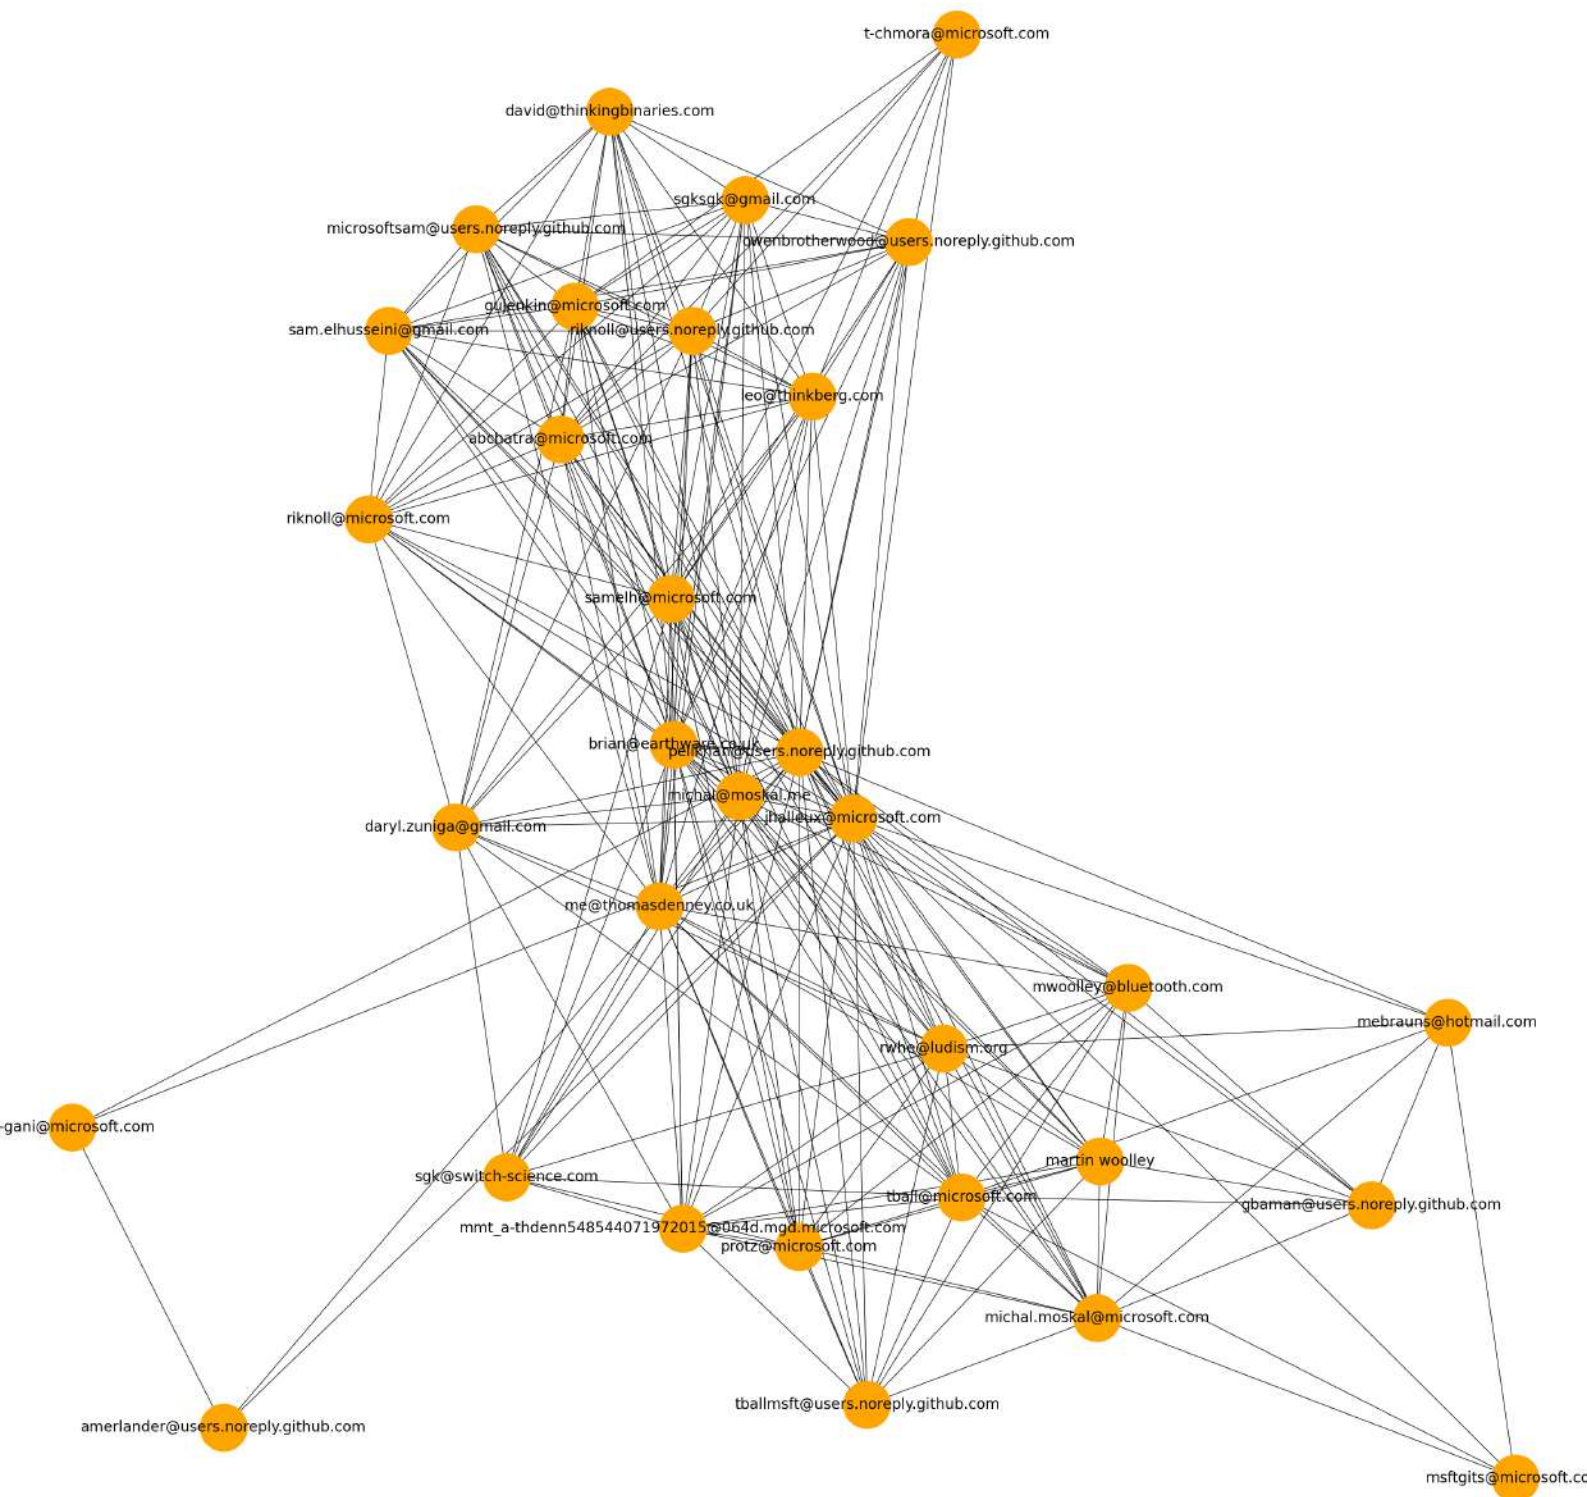 t-chmora@microsoft.com
david@thinkingbinaries.com
sgksgk@gmail.com
microsoftsam@users.noreply.github.com
gwenbrotherwood@users.noreply.github.com
gujenkin@microsoft.com
sam.elhusseini@gmail.com
riknoll@users.noreply.github.com
leo@thinkberg.com
abchatra@microsoft.com
riknoll@microsoft.com
samelh@microsoft.com
brian@earthware.co.uk
pelikhan@users.noreply.github.com
michal@moskal.me
jhalleux@microsoft.com
daryl.zuniga@gmail.com
me@thomasdenney.co.uk
mwoolley@bluetooth.com
mebrauns@hotmail.com
rwhe@ludism.org
-gani@microsoft.com
martin woolley
sgk@switch-science.com
tball@microsoft.com
gbaman@users.noreply.github.com
mmt_a-thdenn548544071972015@064d.mgd.microsoft.com
protz@microsoft.com
michal.moskal@microsoft.com
tballmsft@users.noreply.github.com
amerlander@users.noreply.github.com
msftgits@microsoft.co